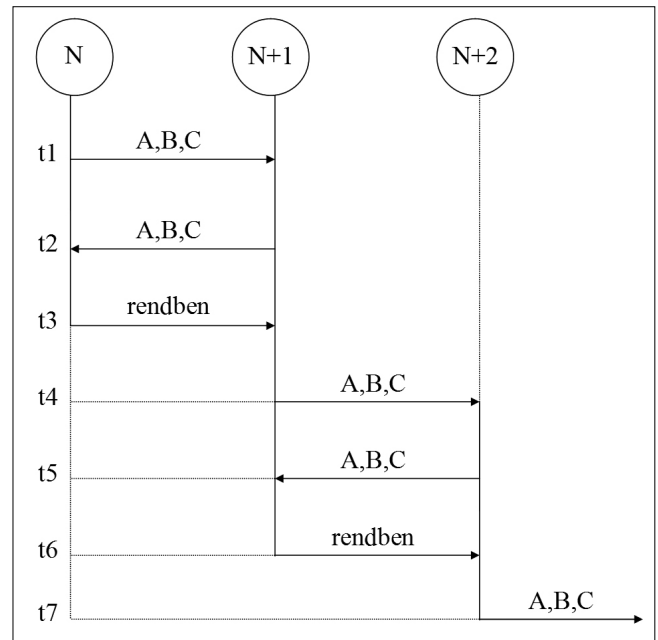 N N+1 N+2
t1 A,B,C
t2 A,B,C
t3 rendben
t4 A,B,C
t5 A,B,C
t6 rendben
t7 A,B,C